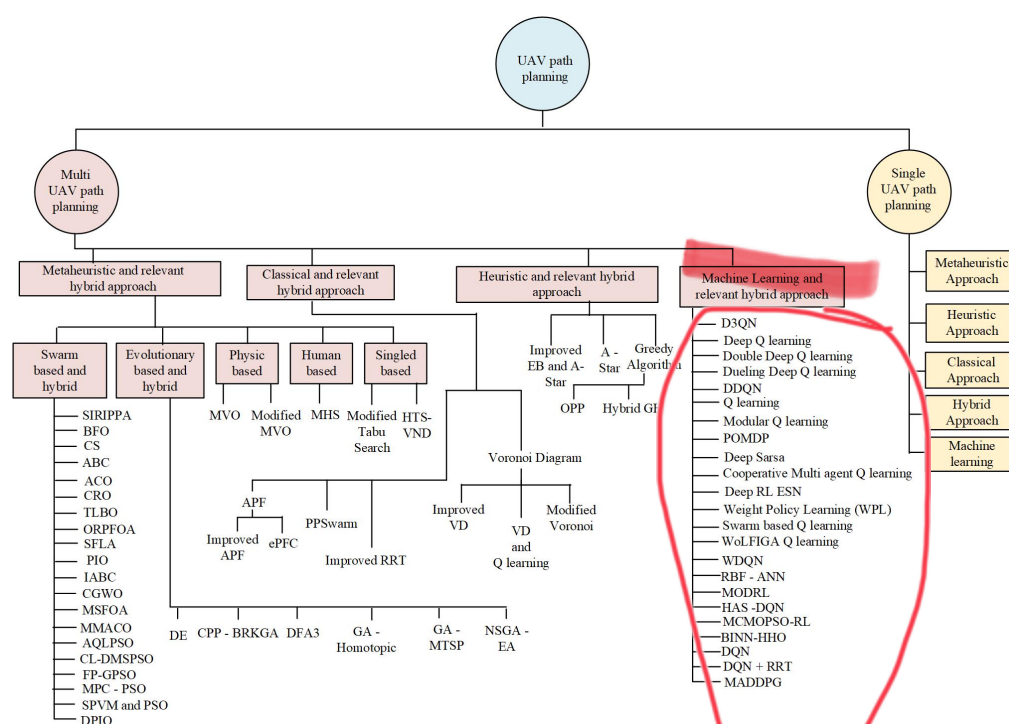 UAV path
planning
Multi
UAV path
planning
Single
UAV path
planning
Metaheuristic and relevant
hybrid approach
Classical and relevant
hybrid approach
Heuristic and relevant hybrid
approach
Machine Learning and
relevant hybrid approach
Metaheuristic
Approach
Heuristic
Approach
Classical
Approach
Hybrid
Approach
Machine
learning
Swarm
based and
hybrid
Evolutionary
based and
hybrid
Physic
based
Human
based
Singled
based
MVO
Modified
MVO
MHS
Modified
Tabu
Search
HTS-
VND
Improved
EB and A-
Star
A -
Star
Greedy
Algorithm
OPP
Hybrid
SIRIPPA
BFO
CS
ABC
ACO
CRO
TLBO
ORPFOA
SFLA
PIO
IABC
CGWO
MSFOA
MMACO
AQLPSO
CL-DMSPSO
FP-GPSO
MPC - PSO
SPVM and PSO
DPIO
APF
Improved
APF
ePFC
PPSwarm
Improved RRT
Voronoi Diagram
Improved
VD
VD
and
Q learning
Modified
Voronoi
DE
CPP - BRKGA
DFA3
GA -
Homotopic
GA -
MTSP
NSGA -
EA
D3QN
Deep Q learning
Double Deep Q learning
Dueling Deep Q learning
DDQN
Q learning
Modular Q learning
POMDP
Deep Sarsa
Cooperative Multi agent Q learning
Deep RL ESN
Weight Policy Learning (WPL)
Swarm based Q learning
WoLFIGA Q learning
WDQN
RBF - ANN
MODRL
HAS -DQN
MCMOPSO-RL
BINN-HHO
DQN
DQN + RRT
MADDPG